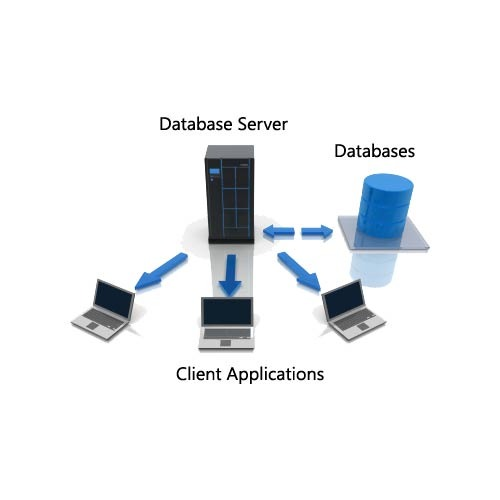 Database Server
Databases
Client Applications